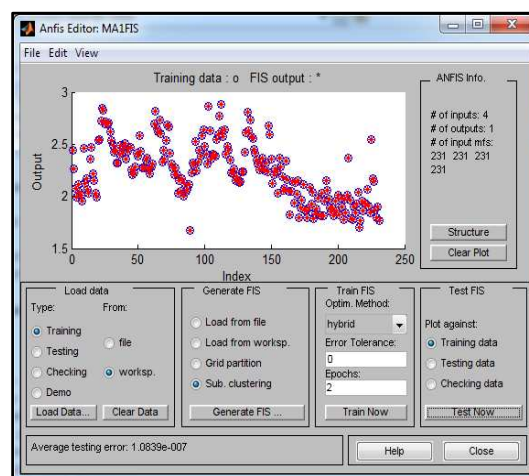 Anfis Editor: MA1FIS
File Edit View
Training data : o FIS output : *
3
2.5
2
1.5
Output
0 50 100 150 200 250
Index
ANFIS Info.
# of inputs: 4
# of outputs: 1
# of input mfs:
231 231 231
231
Structure
Clear Plot
Load data
Type: From:
Training
Testing
Checking
Demo
file
worksp.
Load Data... Clear Data
Generate FIS
Load from file
Load from worksp.
Grid partition
Sub. clustering
Generate FIS ...
Train FIS
Optim. Method:
hybrid
Error Tolerance:
0
Epochs:
2
Train Now
Test FIS
Plot against:
Training data
Testing data
Checking data
Test Now
Average testing error: 1.0839e-007
Help Close